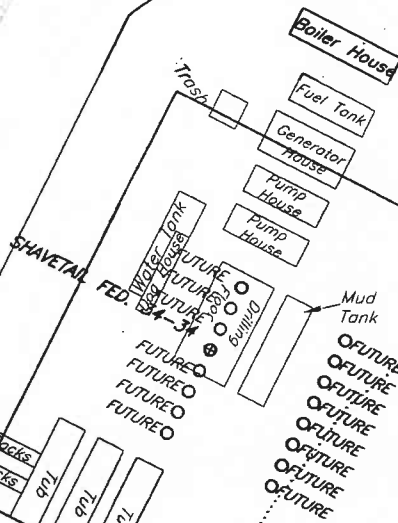 Boiler House
Trash
Fuel Tank
Generator
House
Pump
House
Pump
House
Water Tank
Dog House
SHAVETAIL FED. 14-34
FUTURE
FUTURE
FUTURE
Drilling
Floor
Mud
Tank
FUTURE
FUTURE
FUTURE
FUTURE
FUTURE
FUTURE
FUTURE
FUTURE
FUTURE
FUTURE
FUTURE
FUTURE
Tub
Tub